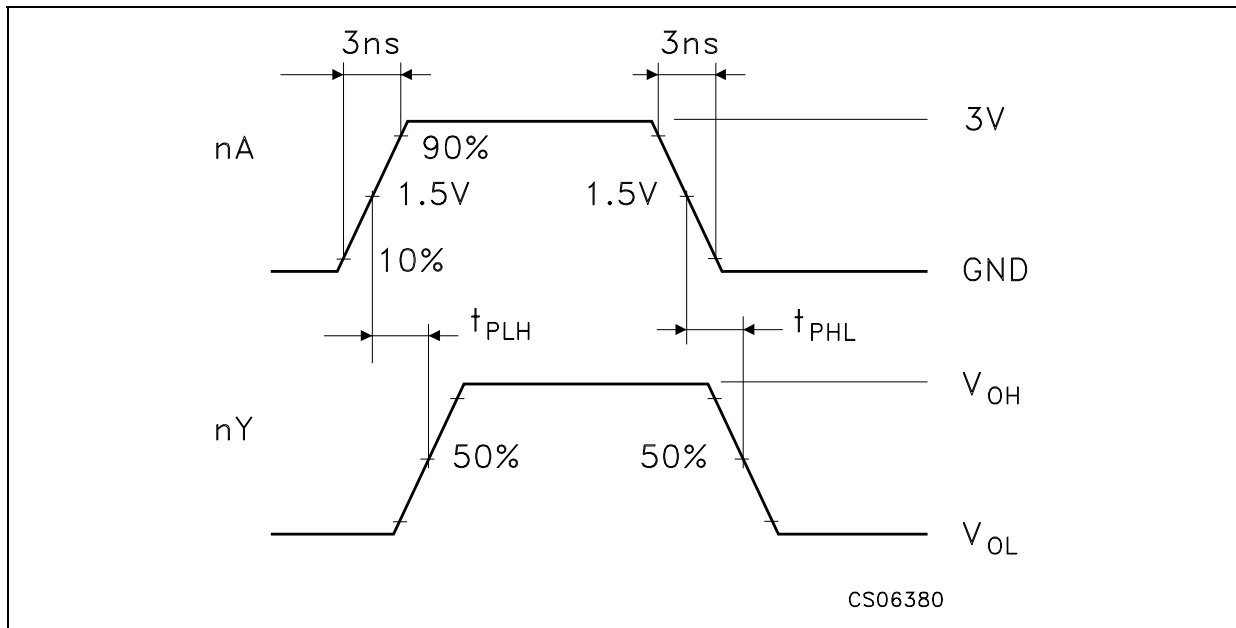 3ns 3ns
3V
nA
90%
1.5V 1.5V
10%
GND
tPLH tPHL
VOH
nY
50% 50%
VOL
CS06380